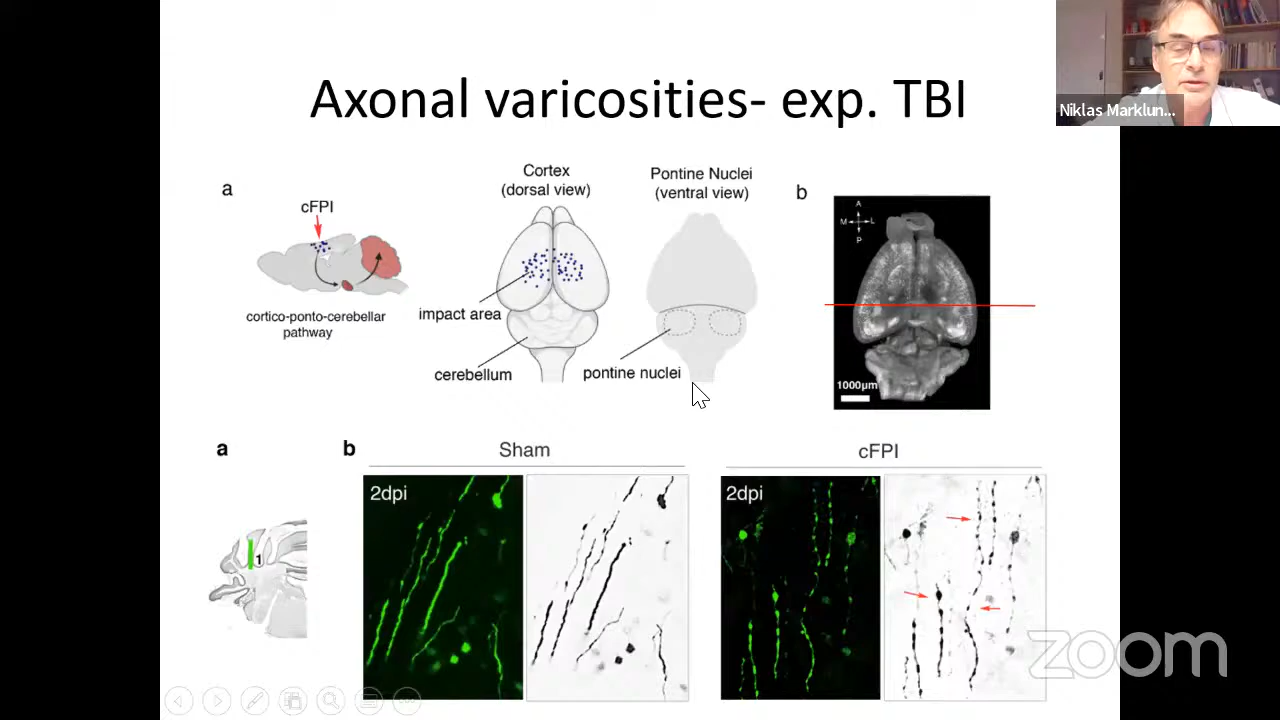 Axonal varicosities- exp. TBI
Niklas Marklun...
a
cFPI
cortico-ponto-cerebellar
pathway
Cortex
(dorsal view)
impact area
cerebellum
Pontine Nuclei
(ventral view)
pontine nuclei
b
A
M
L
P
1000µm
a
1
b
Sham
2dpi
cFPI
2dpi
zoom